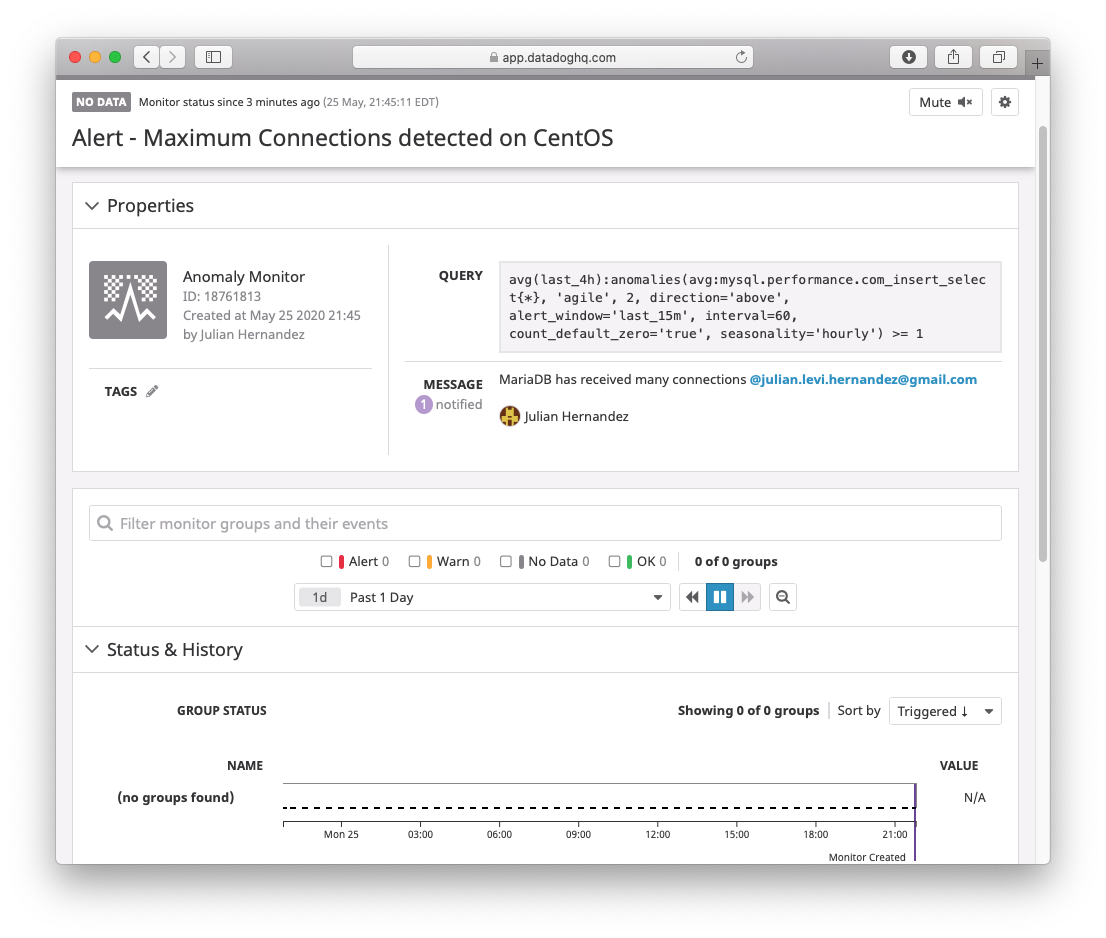 app.datadoghq.com
NO DATA Monitor status since 3 minutes ago (25 May, 21:45:11 EDT)
Mute
Alert - Maximum Connections detected on CentOS
Properties
Anomaly Monitor
ID: 18761813
Created at May 25 2020 21:45
by Julian Hernandez
TAGS
QUERY
avg(last_4h):anomalies(avg:mysql.performance.com_insert_selec
t{*}, 'agile', 2, direction='above',
alert_window='last_15m', interval=60,
count_default_zero='true', seasonality='hourly') >= 1
MESSAGE
1 notified
MariaDB has received many connections @julian.levi.hernandez@gmail.com
Julian Hernandez
Filter monitor groups and their events
Alert 0 Warn 0 No Data 0 OK 0 0 of 0 groups
1d Past 1 Day
Status & History
GROUP STATUS Showing 0 of 0 groups Sort by Triggered ↓
NAME VALUE
(no groups found) N/A
Mon 25 03:00 06:00 09:00 12:00 15:00 18:00 21:00
Monitor Created